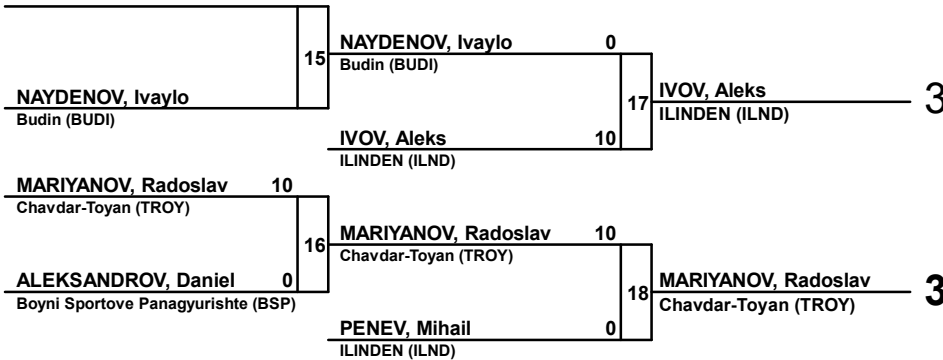 15
NAYDENOV, Ivaylo 0
Budin (BUDI)
NAYDENOV, Ivaylo
Budin (BUDI)
17
IVOV, Aleks
ILINDEN (ILND)
3
IVOV, Aleks 10
ILINDEN (ILND)
MARIYANOV, Radoslav 10
Chavdar-Toyan (TROY)
16
MARIYANOV, Radoslav 10
Chavdar-Toyan (TROY)
ALEKSANDROV, Daniel 0
Boyni Sportove Panagyurishte (BSP)
18
MARIYANOV, Radoslav
Chavdar-Toyan (TROY)
3
PENEV, Mihail 0
ILINDEN (ILND)